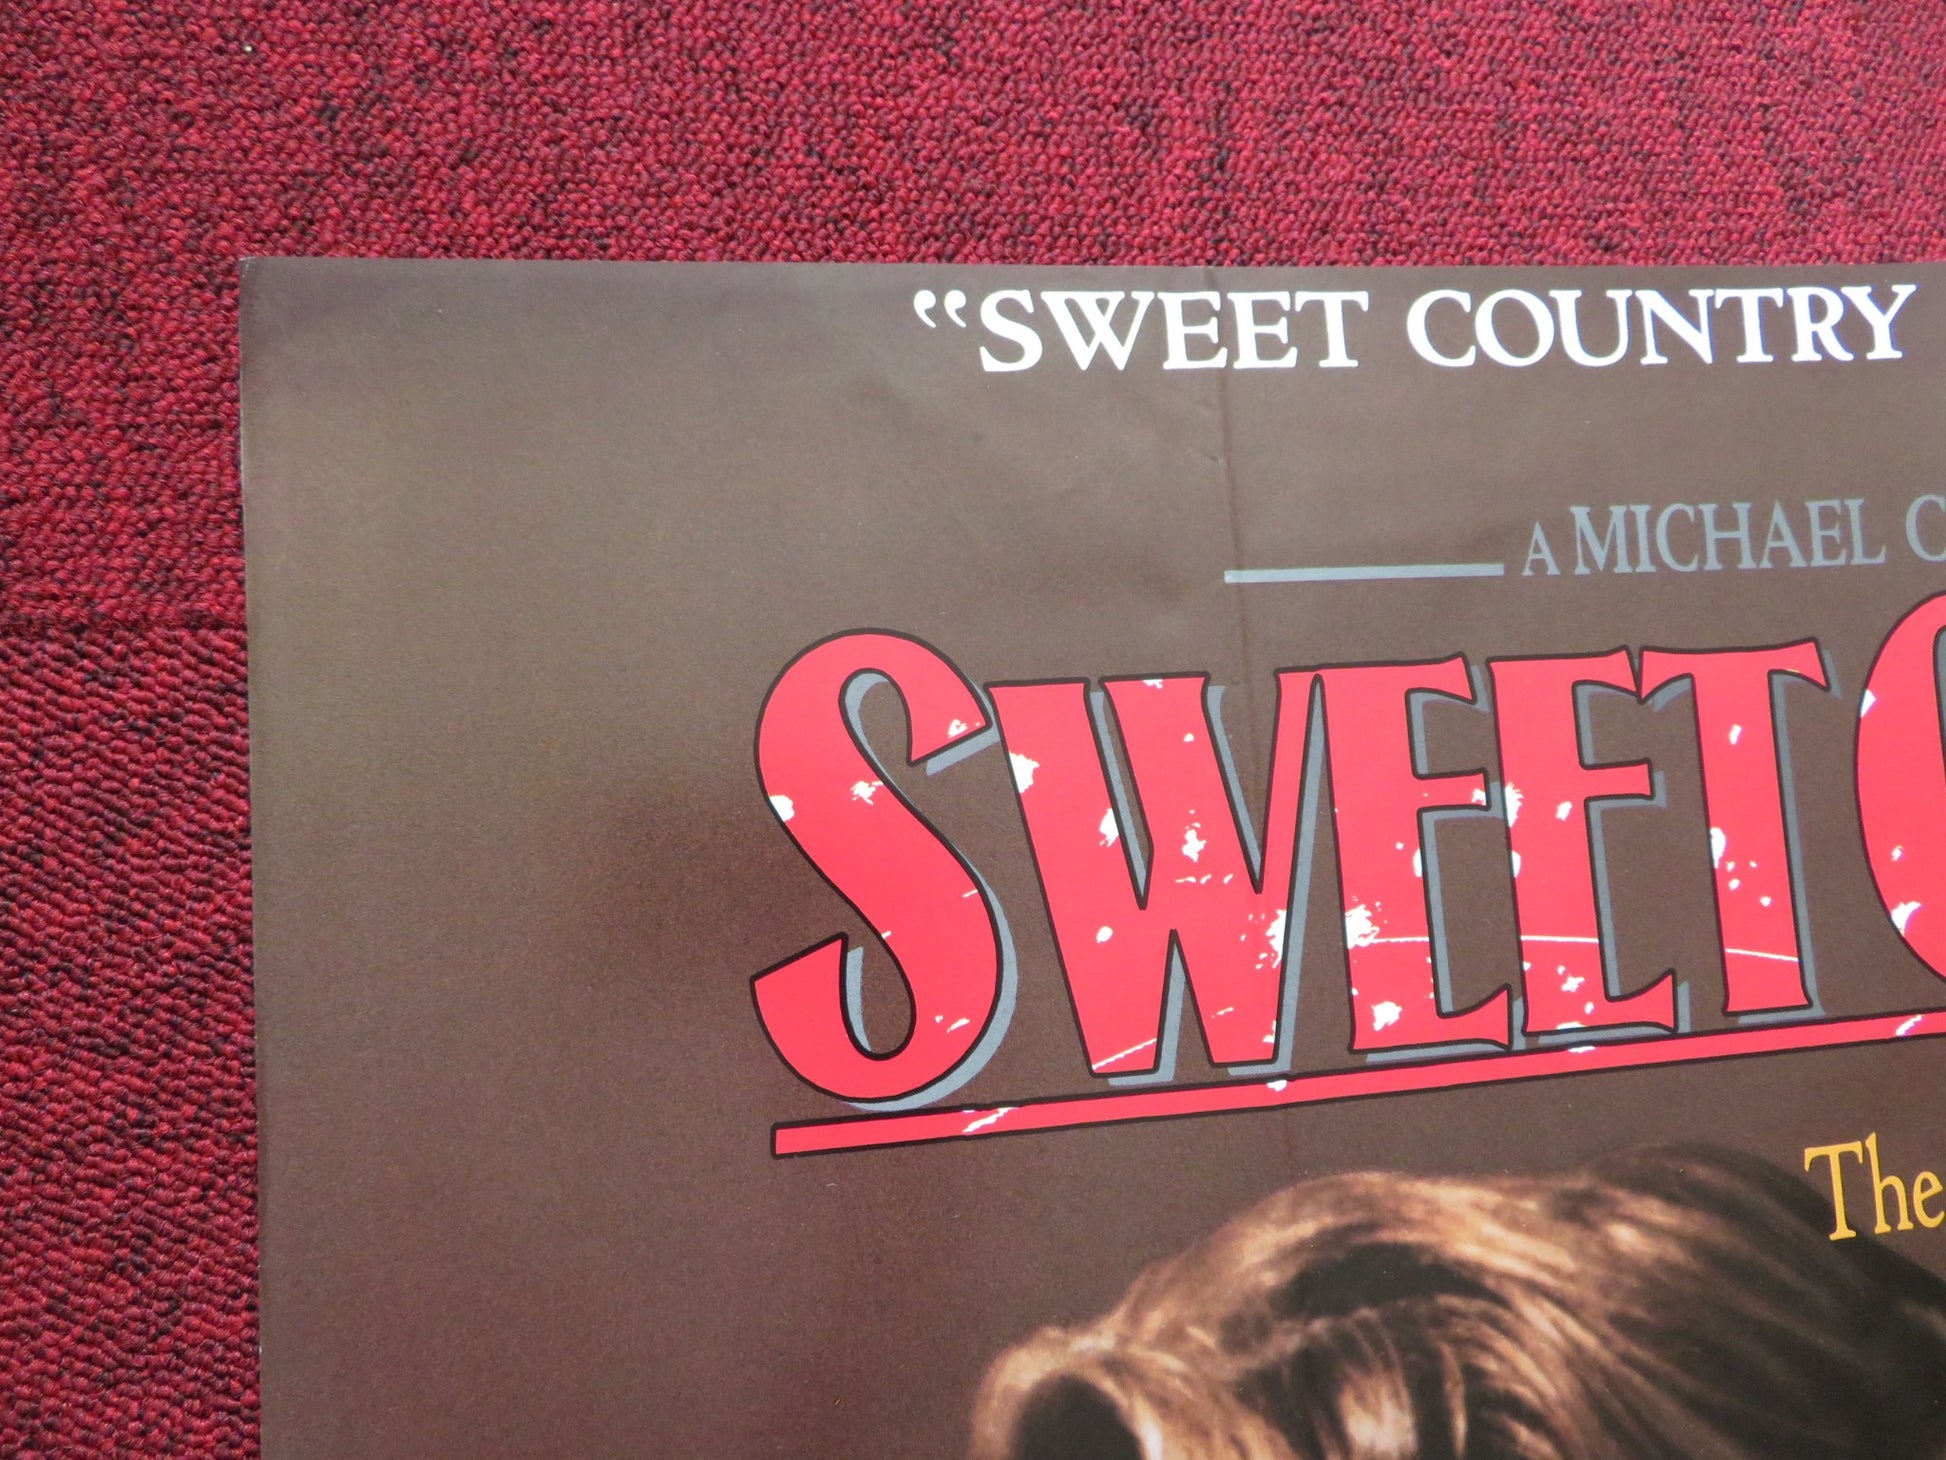 “SWEET COUNTRY
A MICHAEL
SWEET
The